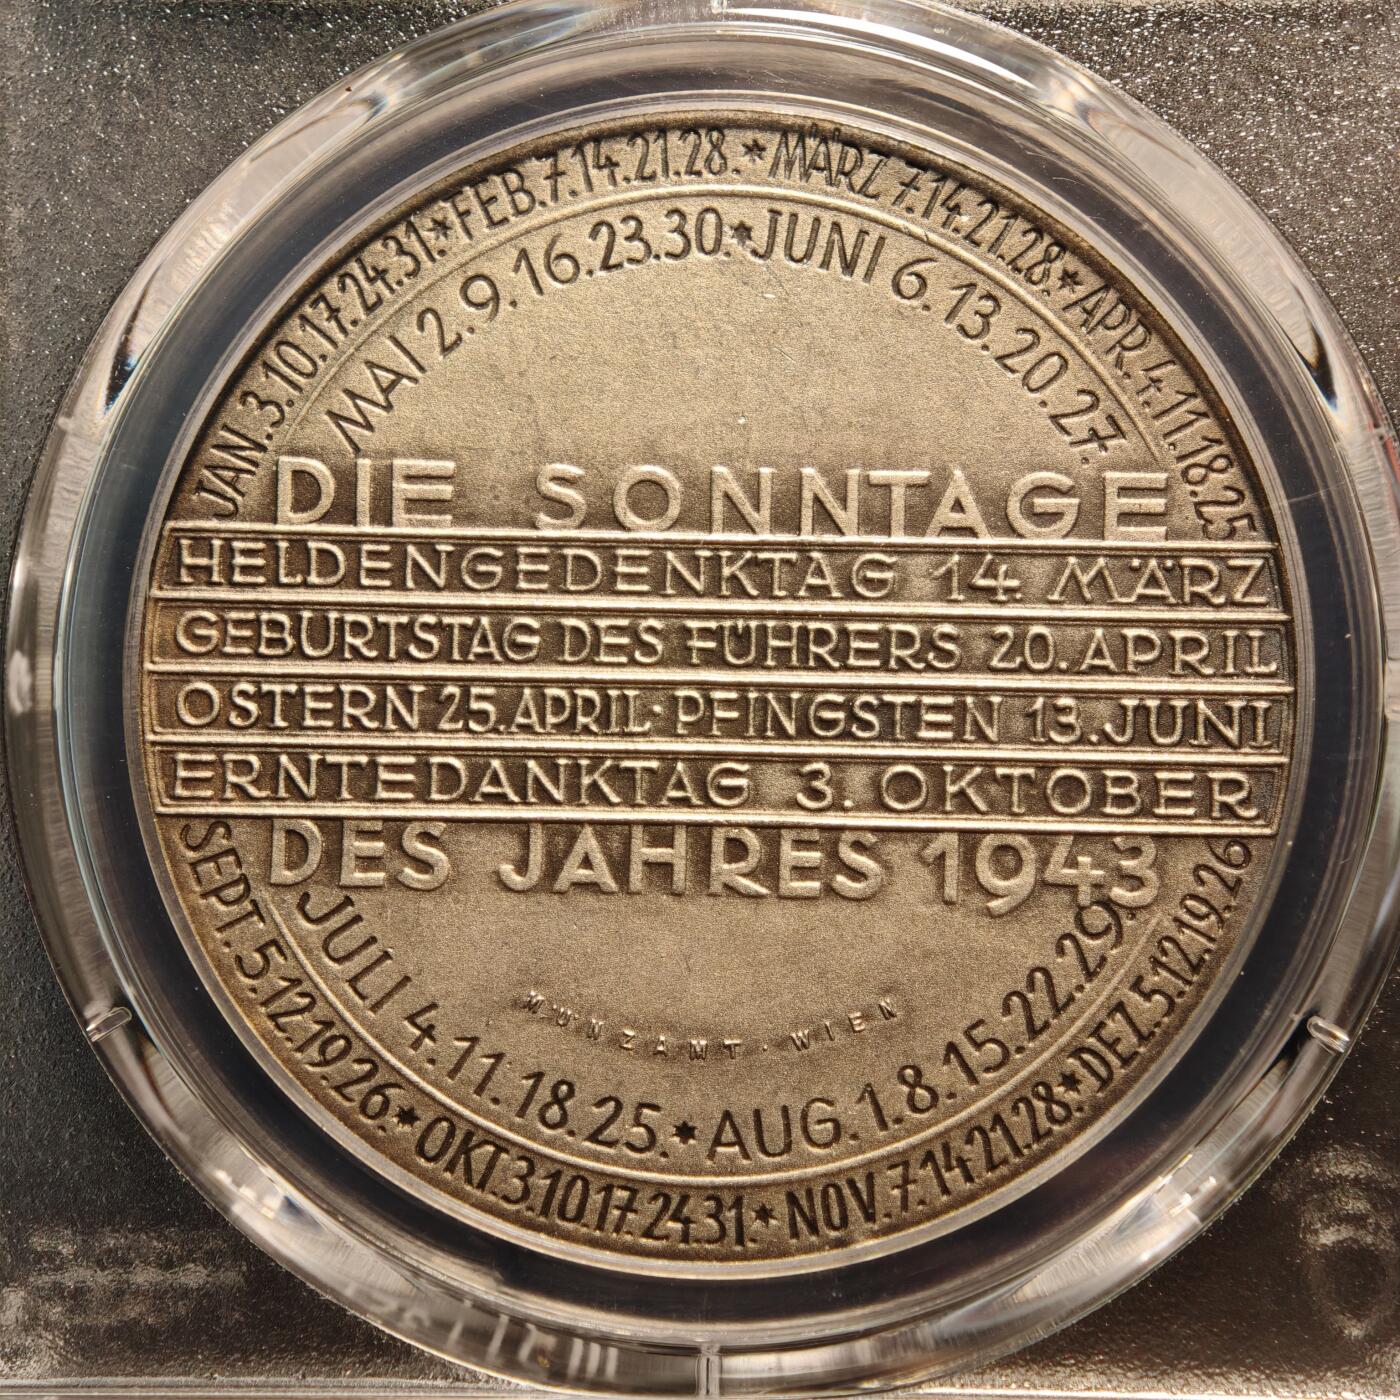 JAN.3.10.17.24.31.*FEB.7.14.21.28.*MÄRZ 7.14.21.28.*APR.4.11.18.25
MAI 2.9.16.23.30.*JUNI 6.13.20.27.
DIE SONNTAGE
HELDENGEDENKTAG 14. MÄRZ
GEBURTSTAG DES FÜHRERS 20. APRIL
OSTERN 25. APRIL · PFINGSTEN 13. JUNI
ERNTEDANKTAG 3. OKTOBER
DES JAHRES 1943
MÜNZAMT · WIEN
JULI 4.11.18.25.*AUG.1.8.15.22.29.
SEPT.5.12.19.26.*OKT.3.10.17.24.31.*NOV.7.14.21.28.*DEZ.5.12.19.26